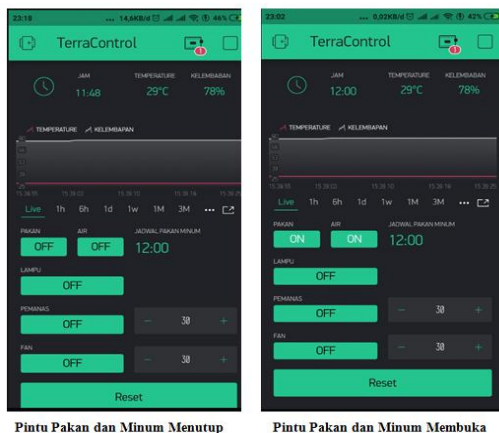 23:18 ... 14,6KB/d 46%
TerraControl
1
JAM TEMPERATURE KELEMBABAN
11:48 29°C 78%
TEMPERATURE KELEMBAPAN
Live 1h 6h 1d 1w 1M 3M ...
PAKAN AIR JADWAL PAKAN MINUM
OFF OFF 12:00
LAMPU
OFF
PEMANAS
OFF − 30 +
FAN
OFF − 30 +
Reset
Pintu Pakan dan Minum Menutup
23:02 ... 0,02KB/d 42%
TerraControl
1
JAM TEMPERATURE KELEMBABAN
12:00 29°C 78%
TEMPERATURE KELEMBAPAN
Live 1h 6h 1d 1w 1M 3M ...
PAKAN AIR JADWAL PAKAN MINUM
ON ON 12:00
LAMPU
OFF
PEMANAS
OFF − 30 +
FAN
OFF − 30 +
Reset
Pintu Pakan dan Minum Membuka